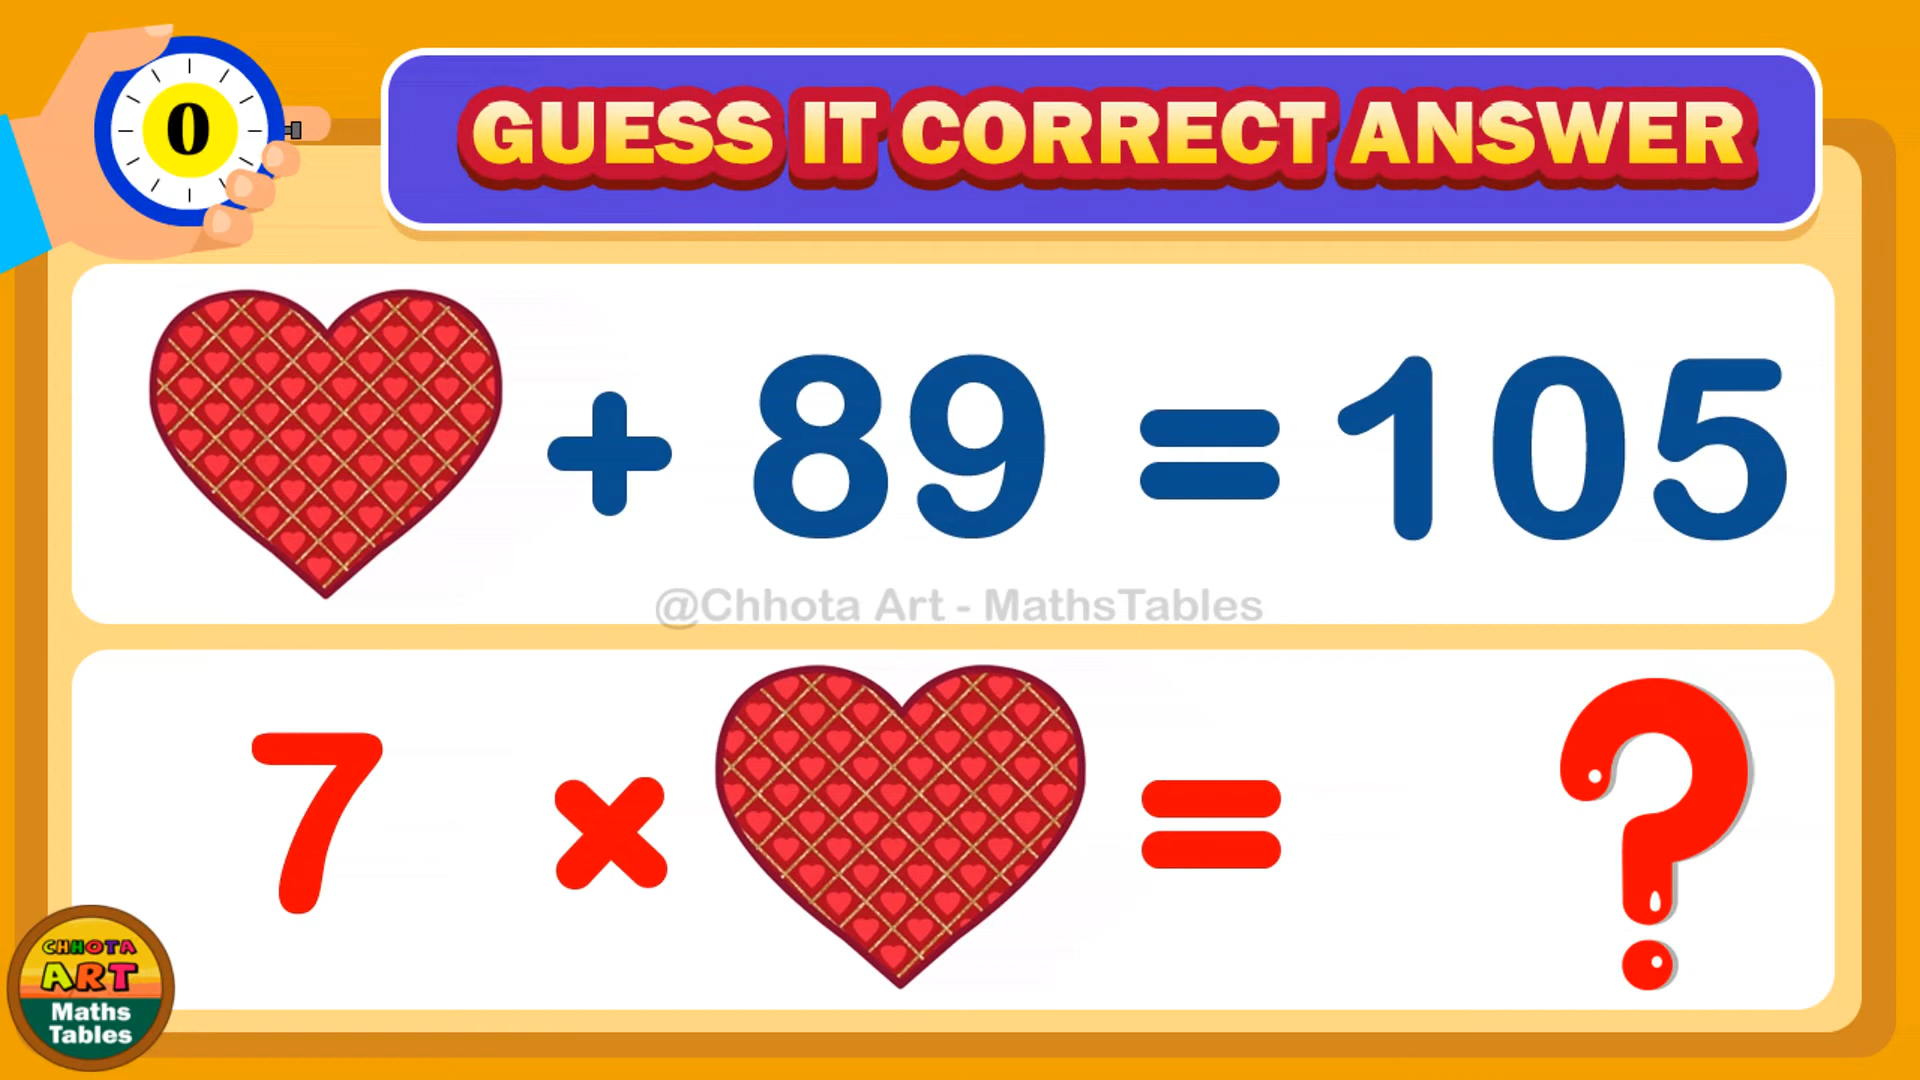 0
GUESS IT CORRECT ANSWER
+ 89 = 105
@Chhota Art - MathsTables
7 × = ?
CHHOTA
ART
Maths
Tables